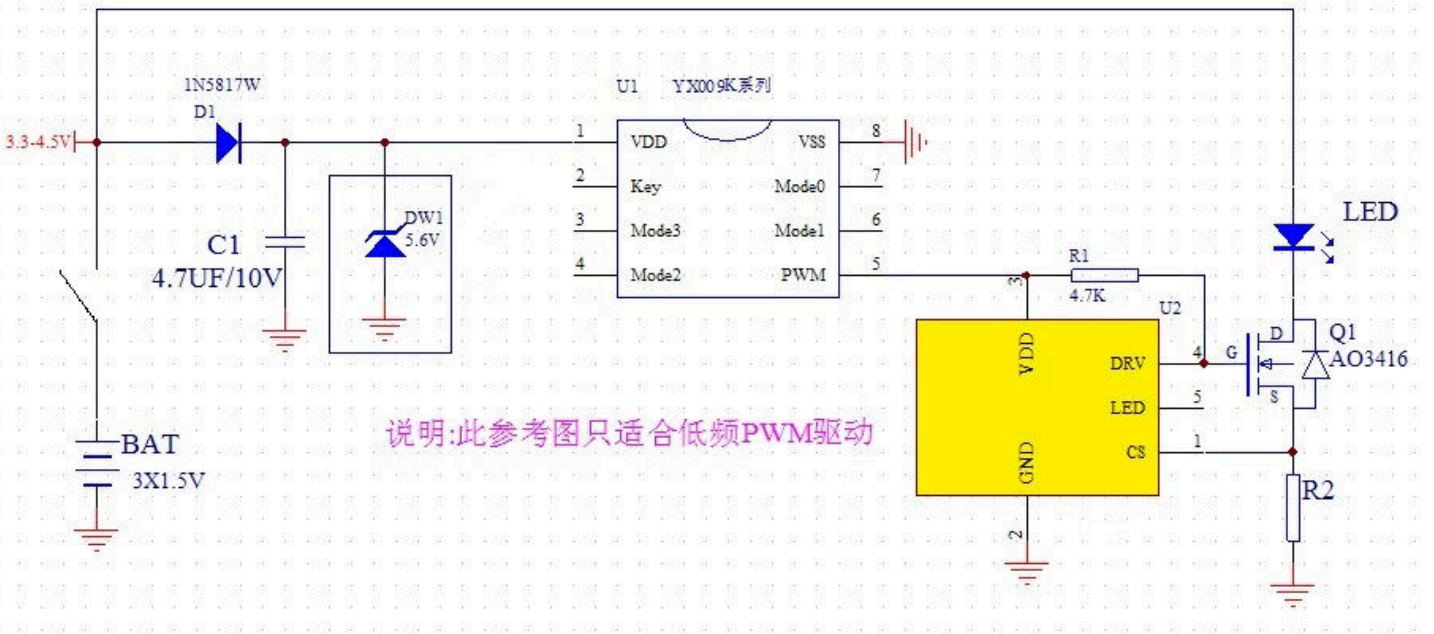 1N5817W
D1
3.3-4.5V
C1
4.7UF/10V
DW1
5.6V
U1 YX009K系列
1 VDD VSS 8
2 Key Mode0 7
3 Mode3 Mode1 6
4 Mode2 PWM 5
R1
4.7K
U2
3
VDD
DRV 4
LED 5
CS 1
GND
2
LED
G
D
S
Q1
AO3416
R2
BAT
3X1.5V
说明:此参考图只适合低频PWM驱动